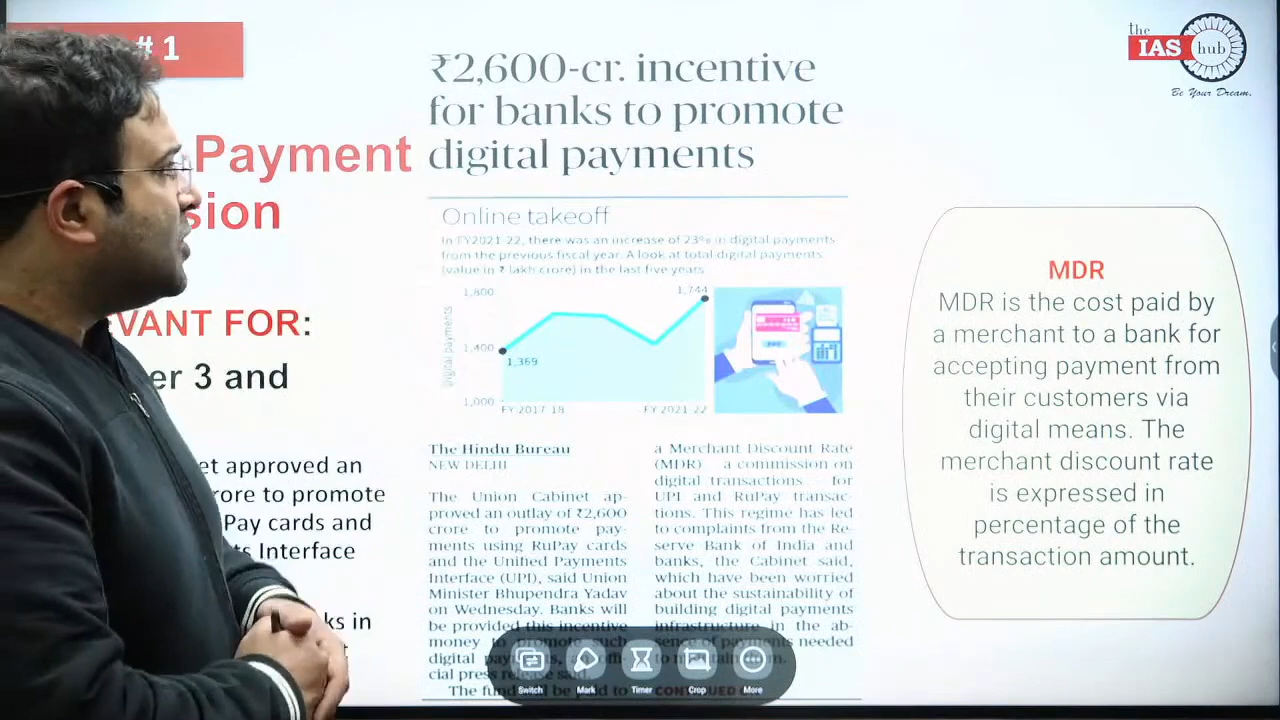 # 1
Payment
sion
VANT FOR:
er 3 and
et approved an
rore to promote
Pay cards and
ts Interface
ks in
₹2,600-cr. incentive
for banks to promote
digital payments
Online takeoff
In FY2021-22, there was an increase of 23% in digital payments
from the previous fiscal year. A look at total digital payments
(value in ₹ lakh crore) in the last five years
1,800
1,744
1,400
1,369
1,000
Digital payments
FY 2017-18
FY 2021-22
The Hindu Bureau
NEW DELHI
The Union Cabinet ap-
proved an outlay of ₹2,600
crore to promote pay-
ments using RuPay cards
and the Unified Payments
Interface (UPI), said Union
Minister Bhupendra Yadav
on Wednesday. Banks will
be provided this incentive
money to promote such
digital
cial press release said.
The fund
be paid to
a Merchant Discount Rate
(MDR) a commission on
digital transactions for
UPI and RuPay transac-
tions. This regime has led
to complaints from the Re-
serve Bank of India and
banks, the Cabinet said,
which have been worried
about the sustainability of
building digital payments
infrastructure in the ab-
sence of payments needed
CONTINUED
the
IAS hub
Be Your Dream.
MDR
MDR is the cost paid by
a merchant to a bank for
accepting payment from
their customers via
digital means. The
merchant discount rate
is expressed in
percentage of the
transaction amount.
Switch
Mark
Timer
Crop
More